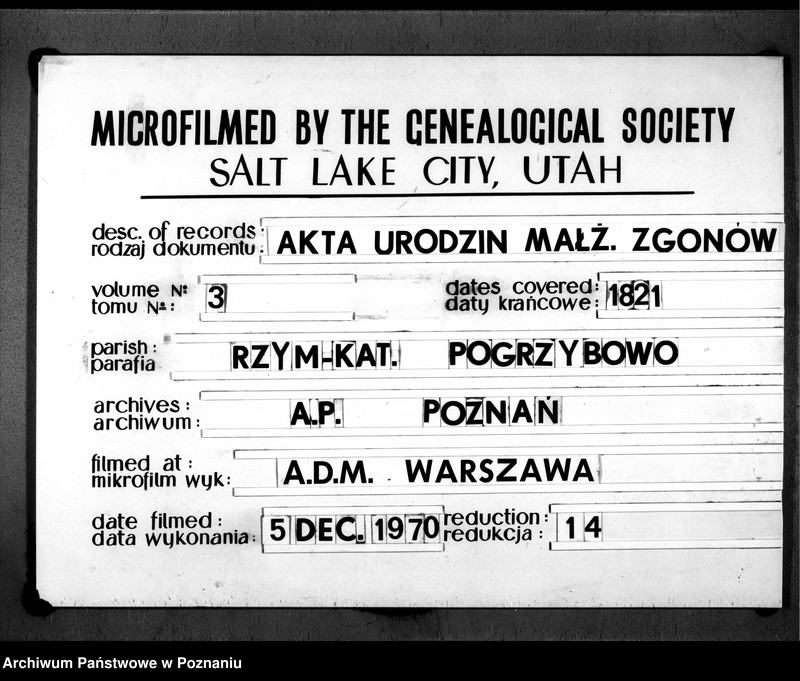 MICROFILMED BY THE GENEALOGICAL SOCIETY
SALT LAKE CITY, UTAH
desc. of records: AKTA URODZIN MAŁŻ. ZGONÓW
rodzaj dokumentu:
volume Nº 3 dates covered: 1821
tomu Nº: daty krańcowe:
parish: RZYM-KAT. POGRZYBOWO
parafia
archives: A.P. POZNAŃ
archiwum:
filmed at: A.D.M. WARSZAWA
mikrofilm wyk:
date filmed: 5 DEC. 1970 reduction: 14
data wykonania: redukcja:
Archiwum Państwowe w Poznaniu